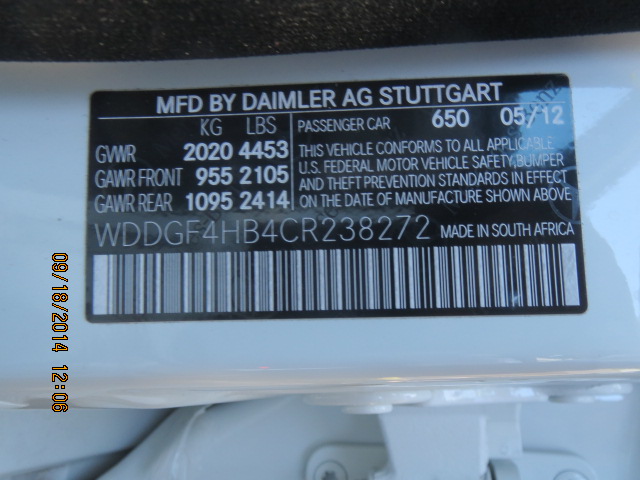 MFD BY DAIMLER AG STUTTGART
KG LBS
GVWR 2020 4453
GAWR FRONT 955 2105
GAWR REAR 1095 2414
PASSENGER CAR 650 05/12
THIS VEHICLE CONFORMS TO ALL APPLICABLE
U.S. FEDERAL MOTOR VEHICLE SAFETY, BUMPER
AND THEFT PREVENTION STANDARDS IN EFFECT
ON THE DATE OF MANUFACTURE SHOWN ABOVE
WDDGF4HB4CR238272 MADE IN SOUTH AFRICA
09/18/2014 12:06